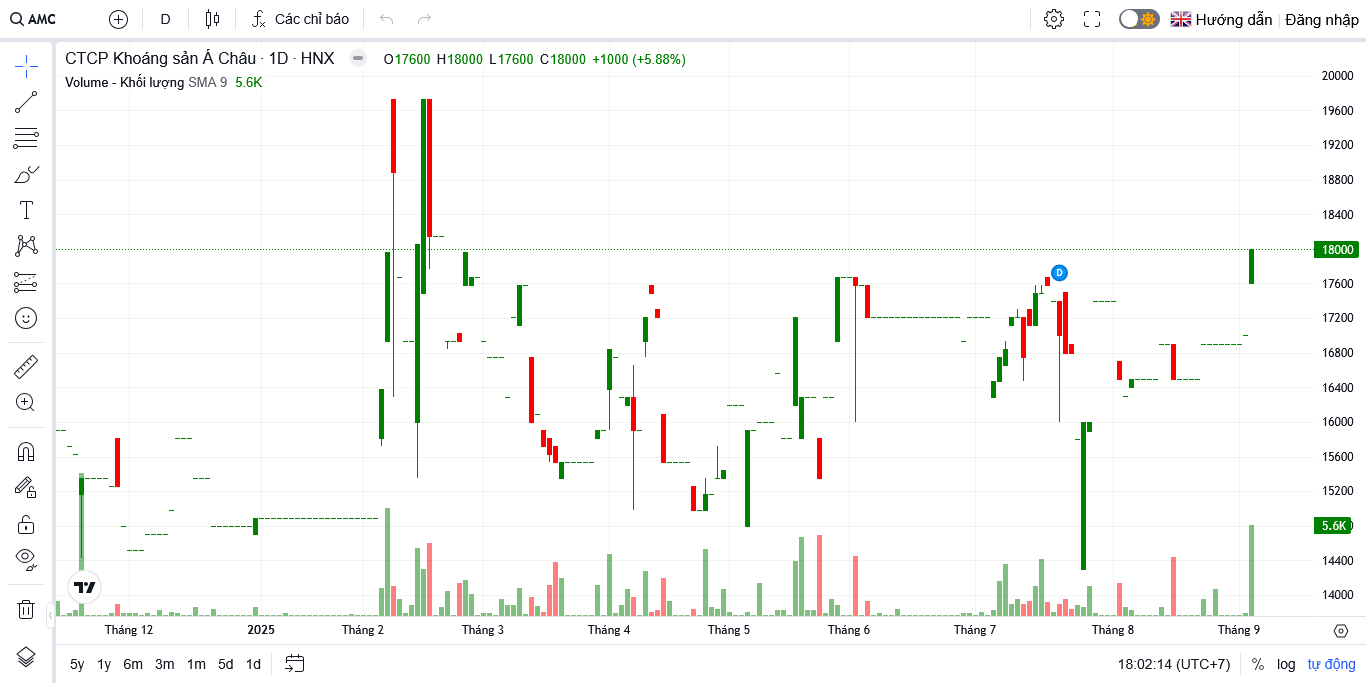 AMC D Các chỉ báo Hướng dẫn Đăng nhập
CTCP Khoáng sản Á Châu · 1D · HNX O17600 H18000 L17600 C18000 +1000 (+5.88%)
Volume - Khối lượng SMA 9 5.6K
20000
19600
19200
18800
18400
18000
D
17600
17200
16800
16400
16000
15600
15200
5.6K
14400
14000
Tháng 12 2025 Tháng 2 Tháng 3 Tháng 4 Tháng 5 Tháng 6 Tháng 7 Tháng 8 Tháng 9
5y 1y 6m 3m 1m 5d 1d 18:02:14 (UTC+7) % log tự động